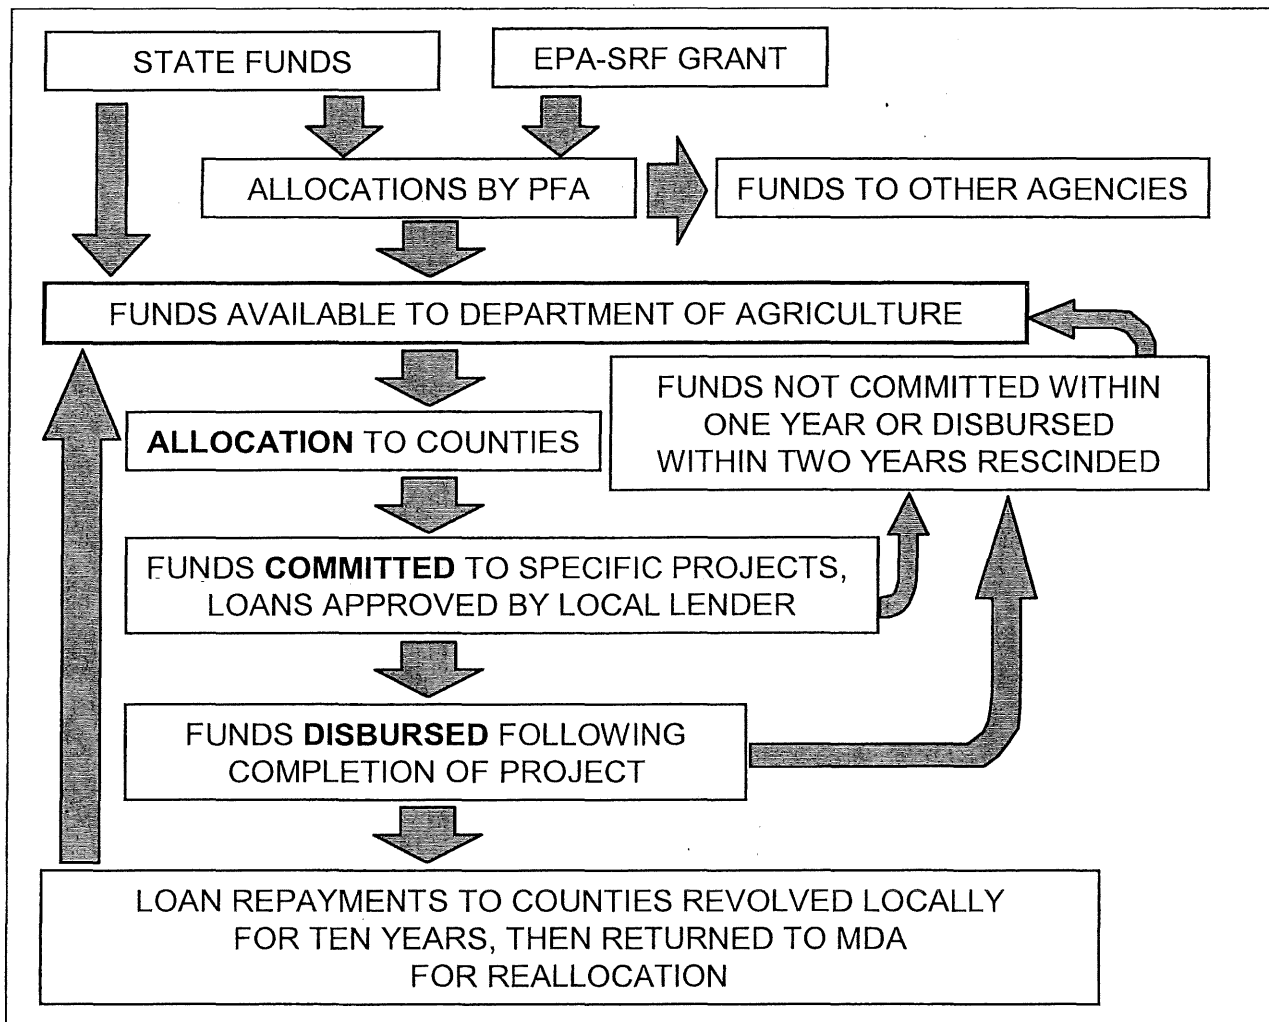 STATE FUNDS
EPA-SRF GRANT
ALLOCATIONS BY PFA
FUNDS TO OTHER AGENCIES
FUNDS AVAILABLE TO DEPARTMENT OF AGRICULTURE
FUNDS NOT COMMITTED WITHIN
ONE YEAR OR DISBURSED
WITHIN TWO YEARS RESCINDED
ALLOCATION TO COUNTIES
FUNDS COMMITTED TO SPECIFIC PROJECTS,
LOANS APPROVED BY LOCAL LENDER
FUNDS DISBURSED FOLLOWING
COMPLETION OF PROJECT
LOAN REPAYMENTS TO COUNTIES REVOLVED LOCALLY
FOR TEN YEARS, THEN RETURNED TO MDA
FOR REALLOCATION